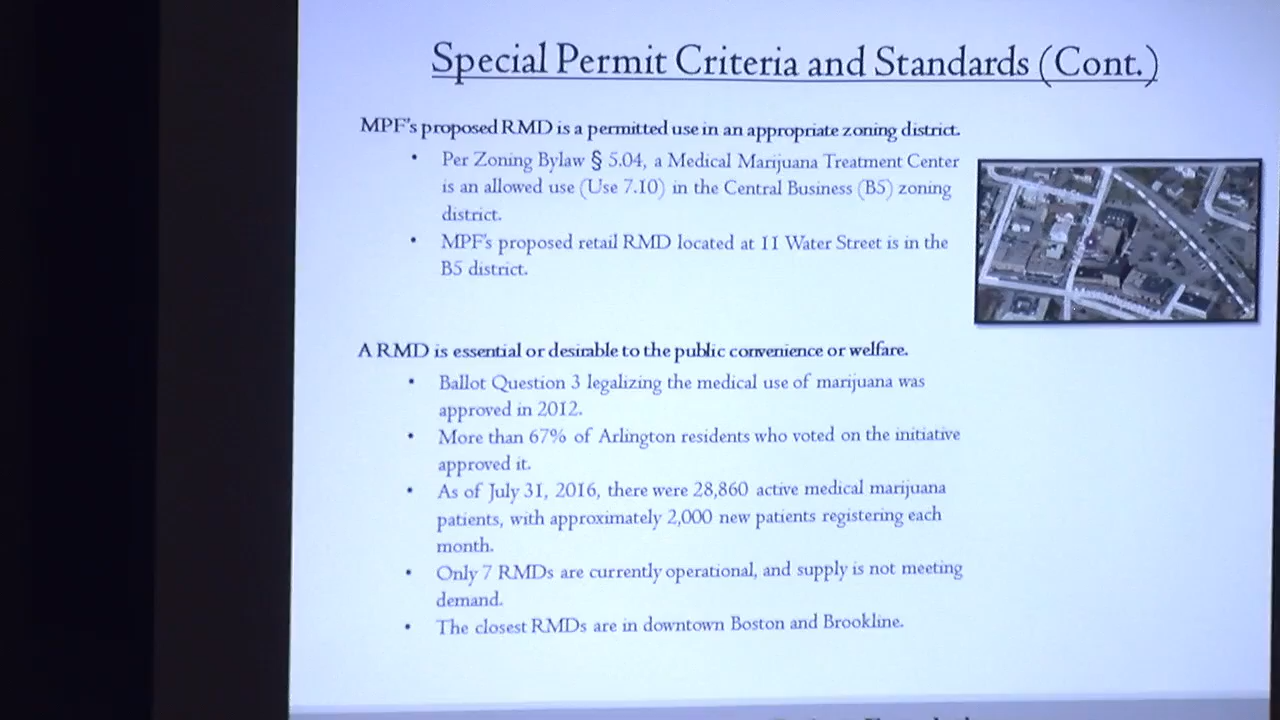 Special Permit Criteria and Standards (Cont.)
MPF's proposed RMD is a permitted use in an appropriate zoning district.
• Per Zoning Bylaw § 5.04, a Medical Marijuana Treatment Center
is an allowed use (Use 7.10) in the Central Business (B5) zoning
district.
• MPF's proposed retail RMD located at 11 Water Street is in the
B5 district.
A RMD is essential or desirable to the public convenience or welfare.
• Ballot Question 3 legalizing the medical use of marijuana was
approved in 2012.
• More than 67% of Arlington residents who voted on the initiative
approved it.
• As of July 31, 2016, there were 28,860 active medical marijuana
patients, with approximately 2,000 new patients registering each
month.
• Only 7 RMDs are currently operational, and supply is not meeting
demand.
• The closest RMDs are in downtown Boston and Brookline.